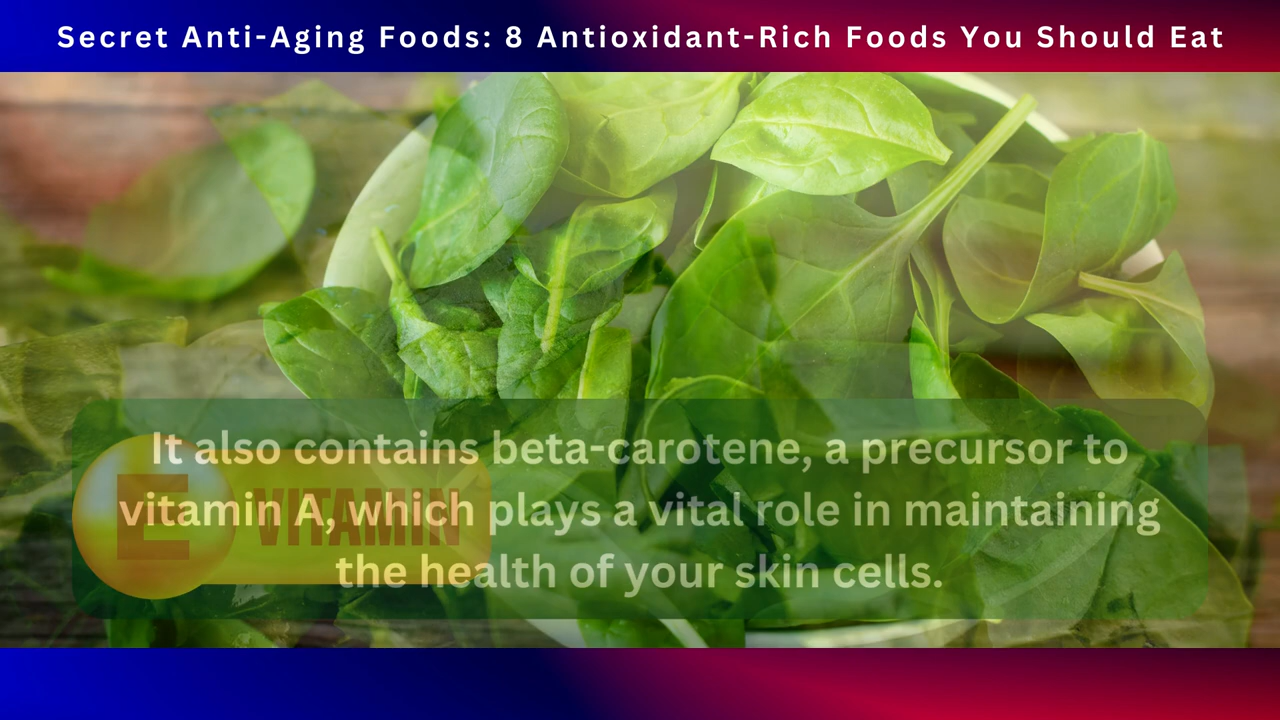 Secret Anti-Aging Foods: 8 Antioxidant-Rich Foods You Should Eat
It also contains beta-carotene, a precursor to
vitamin A, which plays a vital role in maintaining
the health of your skin cells.
E VITAMIN